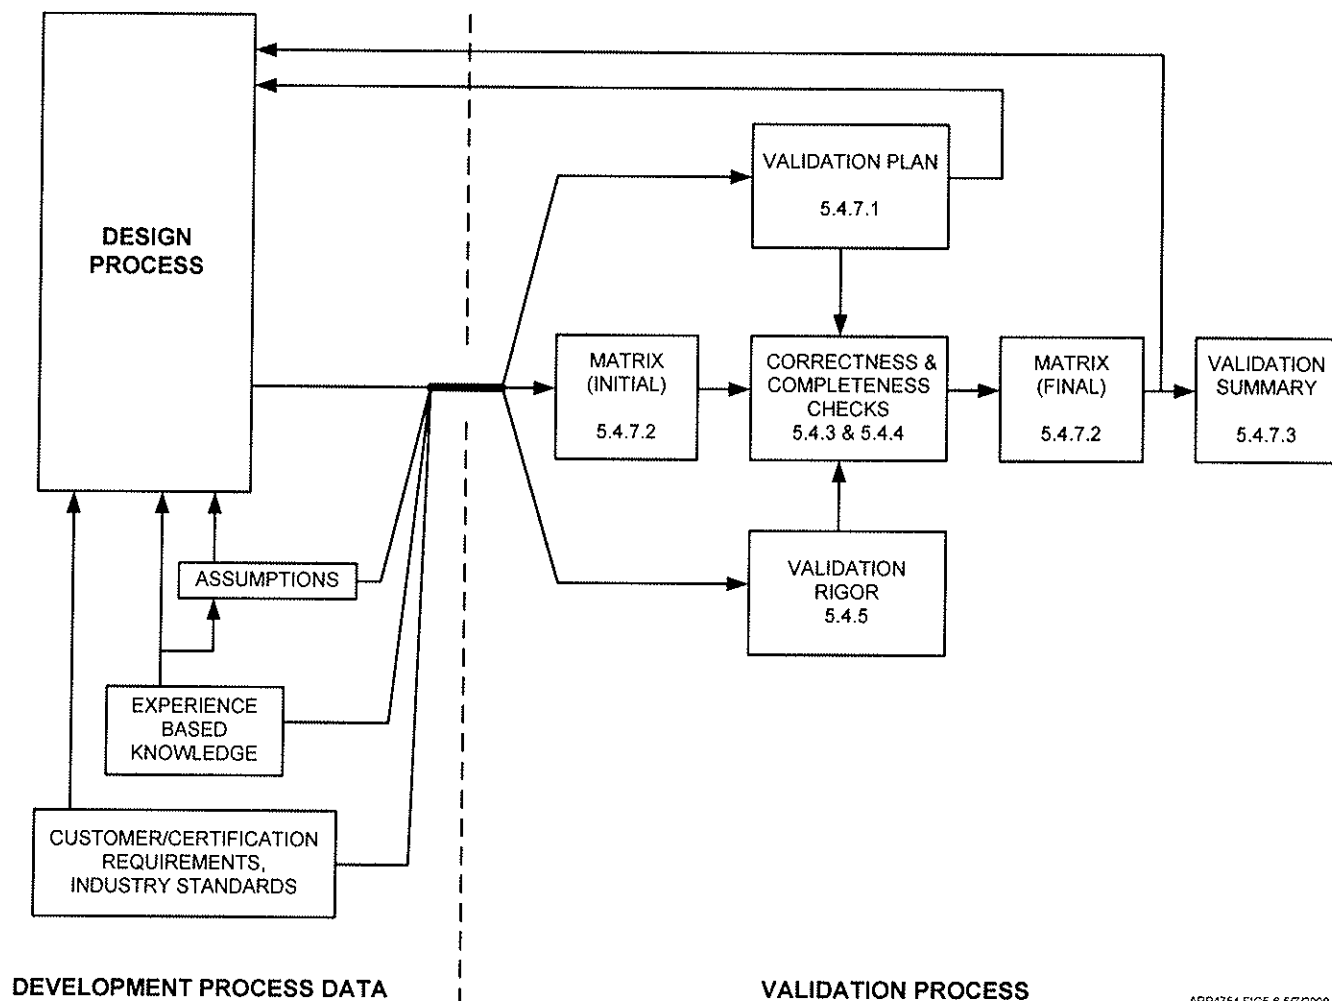 DESIGN
PROCESS
VALIDATION PLAN
5.4.7.1
MATRIX
(INITIAL)
5.4.7.2
CORRECTNESS &
COMPLETENESS
CHECKS
5.4.3 & 5.4.4
MATRIX
(FINAL)
5.4.7.2
VALIDATION
SUMMARY
5.4.7.3
VALIDATION
RIGOR
5.4.5
ASSUMPTIONS
EXPERIENCE
BASED
KNOWLEDGE
CUSTOMER/CERTIFICATION
REQUIREMENTS,
INDUSTRY STANDARDS
DEVELOPMENT PROCESS DATA
VALIDATION PROCESS